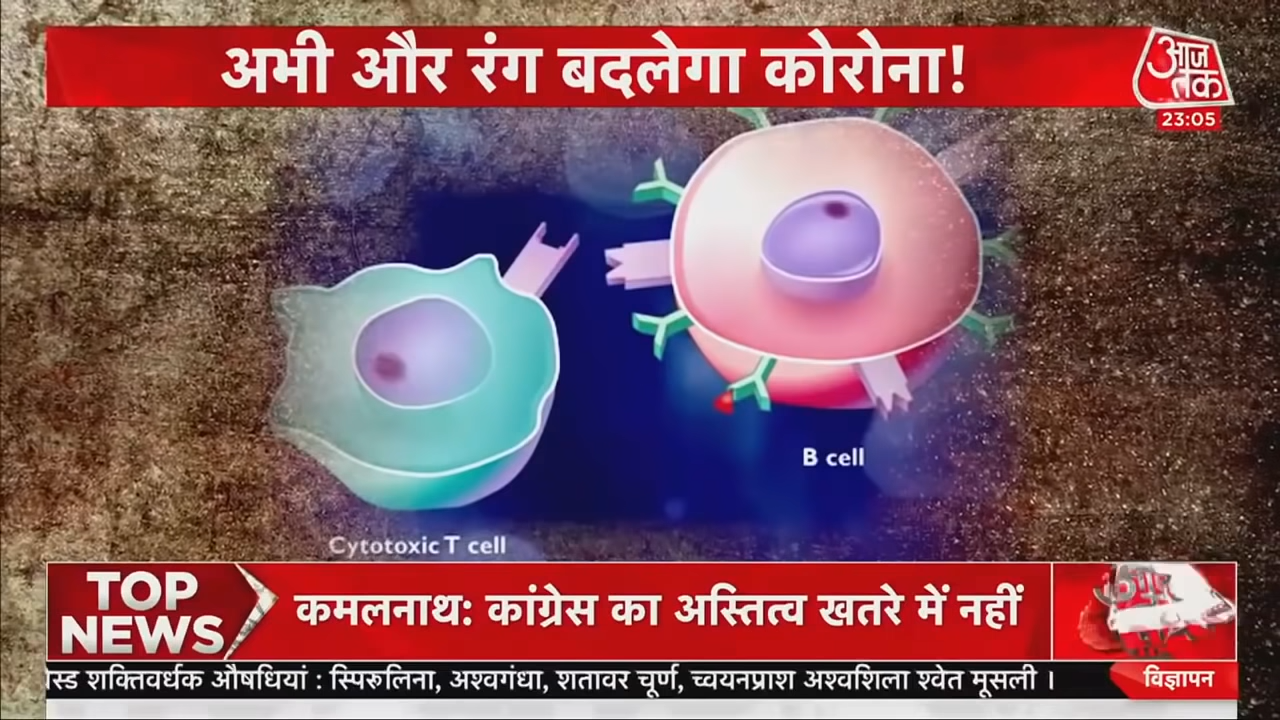 अभी और रंग बदलेगा कोरोना!
आज
तक
23:05
B cell
Cytotoxic T cell
TOP
NEWS
कमलनाथ: कांग्रेस का अस्तित्व खतरे में नहीं
शक्तिवर्धक औषधियां : स्पिरूलिना, अश्वगंधा, शतावर चूर्ण, च्वयनप्राश अश्वशिला श्वेत मूसली ।
विज्ञापन